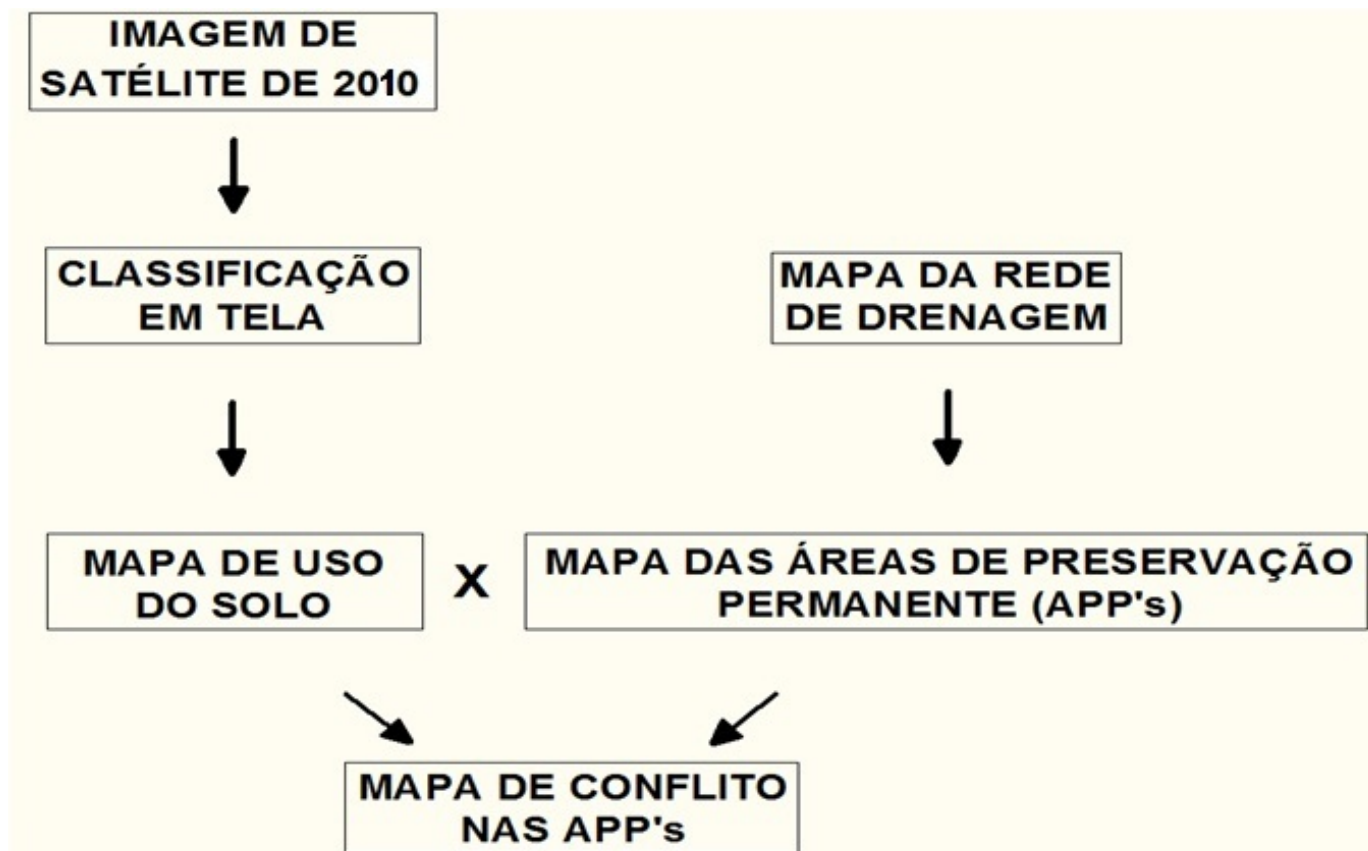 IMAGEM DE
SATÉLITE DE 2010
CLASSIFICAÇÃO
EM TELA
MAPA DA REDE
DE DRENAGEM
MAPA DE USO
DO SOLO
X
MAPA DAS ÁREAS DE PRESERVAÇÃO
PERMANENTE (APP's)
MAPA DE CONFLITO
NAS APP's